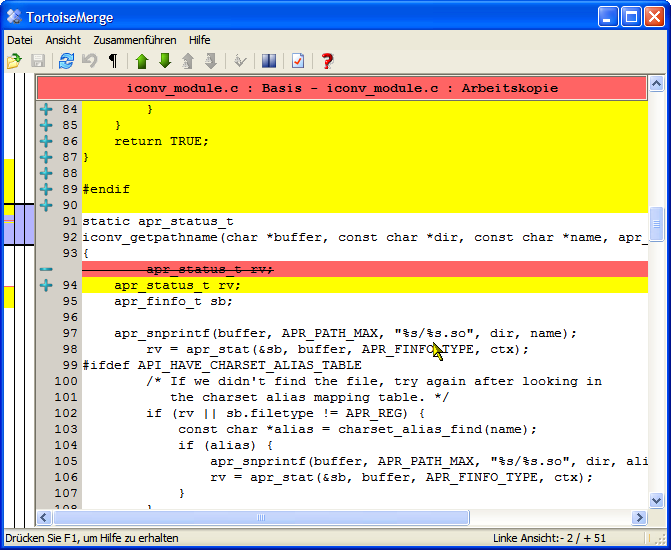 TortoiseMerge
Datei Ansicht Zusammenführen Hilfe
iconv_module.c : Basis - iconv_module.c : Arbeitskopie
84         }
85     }
86     return TRUE;
87 }
88
89 #endif
90
91 static apr_status_t
92 iconv_getpathname(char *buffer, const char *dir, const char *name, apr_
93 {
        apr_status_t rv;
94     apr_status_t rv;
95     apr_finfo_t sb;
96
97     apr_snprintf(buffer, APR_PATH_MAX, "%s/%s.so", dir, name);
98         rv = apr_stat(&sb, buffer, APR_FINFO_TYPE, ctx);
99 #ifdef API_HAVE_CHARSET_ALIAS_TABLE
100         /* If we didn't find the file, try again after looking in
101            the charset alias mapping table. */
102         if (rv || sb.filetype != APR_REG) {
103             const char *alias = charset_alias_find(name);
104             if (alias) {
105                 apr_snprintf(buffer, APR_PATH_MAX, "%s/%s.so", dir, ali
106                 rv = apr_stat(&sb, buffer, APR_FINFO_TYPE, ctx);
107             }
108         }
Drücken Sie F1, um Hilfe zu erhalten Linke Ansicht:- 2 / + 51